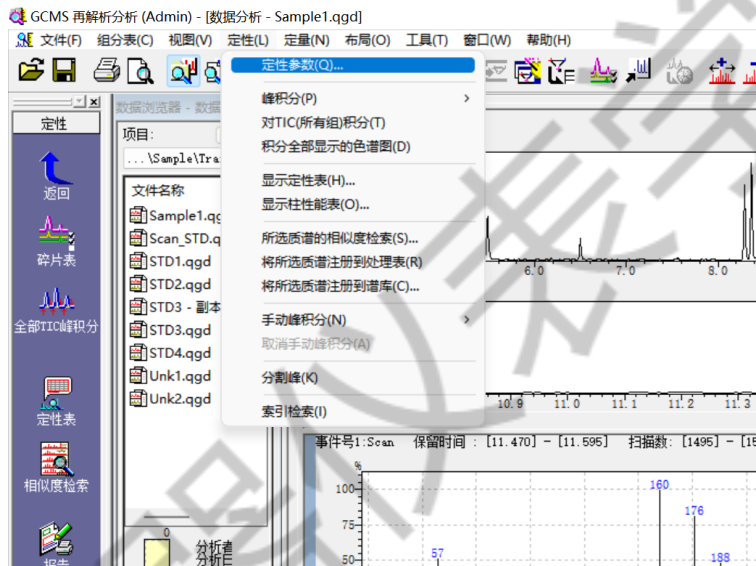 GCMS 再解析分析 (Admin) - [数据分析 - Sample1.qgd]
文件(F) 组分表(C) 视图(V) 定性(L) 定量(N) 布局(O) 工具(T) 窗口(W) 帮助(H)
定性参数(Q)...
峰积分(P)
对TIC(所有组)积分(T)
积分全部显示的色谱图(D)
显示定性表(H)...
显示柱性能表(O)...
所选质谱的相似度检索(S)...
将所选质谱注册到处理表(R)
将所选质谱注册到谱库(C)...
手动峰积分(N)
取消手动峰积分(A)
分割峰(K)
索引检索(I)
定性
返回
碎片表
全部TIC峰积分
定性表
相似度检索
报告
数据浏览器 - 数据
项目:
...\Sample\Tra
文件名称
Sample1.qg
Scan_STD.q
STD1.qgd
STD2.qgd
STD3 - 副本
STD3.qgd
STD4.qgd
Unk1.qgd
Unk2.qgd
0
分析者
分析日
6.0 7.0 8.0
10.9 11.0 11.1 11.2 11.3
事件号1:Scan 保留时间 : [11.470] - [11.595] 扫描数: [1495] - [15
%
100
75
50
57
160
176
188